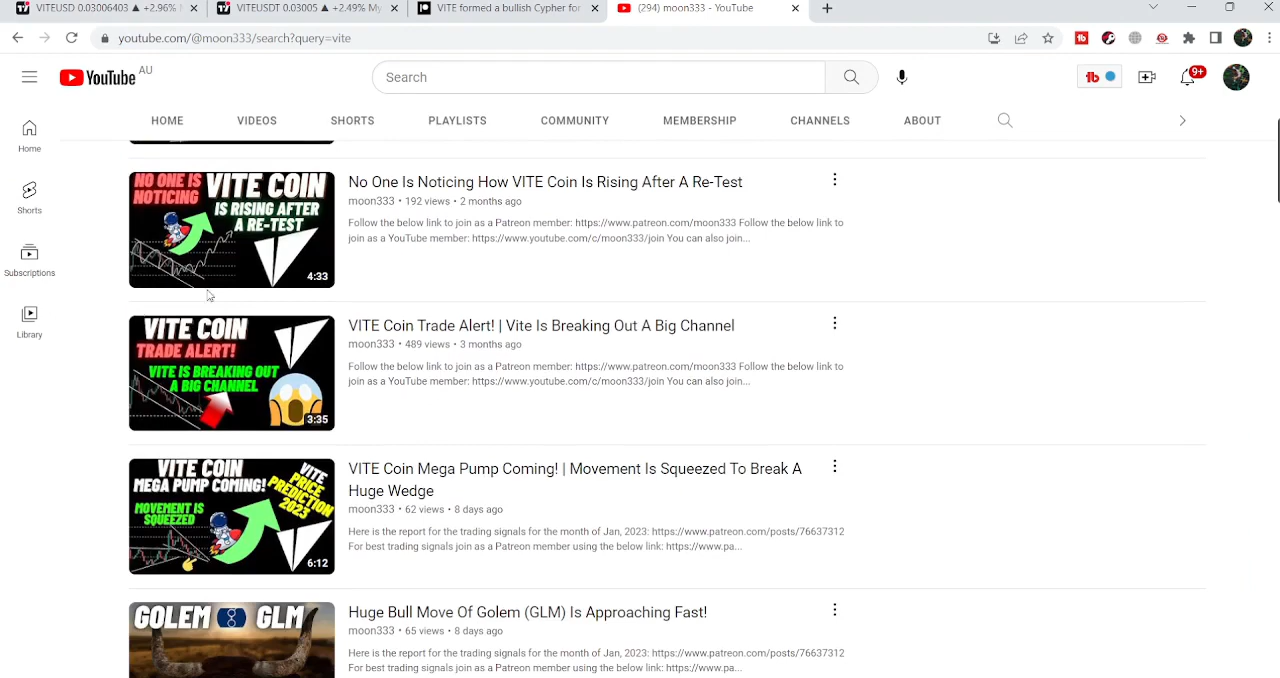 VITEUSD 0.03006403 ▲ +2.96%
VITEUSDT 0.03005 ▲ +2.49% My
VITE formed a bullish Cypher for
(294) moon333 - YouTube
youtube.com/@moon333/search?query=vite
YouTube AU
Search
9+
HOME
VIDEOS
SHORTS
PLAYLISTS
COMMUNITY
MEMBERSHIP
CHANNELS
ABOUT
Home
Shorts
Subscriptions
Library
NO ONE IS NOTICING
VITE COIN
IS RISING AFTER
A RE-TEST
4:33
No One Is Noticing How VITE Coin Is Rising After A Re-Test
moon333 • 192 views • 2 months ago
Follow the below link to join as a Patreon member: https://www.patreon.com/moon333 Follow the below link to
join as a YouTube member: https://www.youtube.com/c/moon333/join You can also join...
VITE COIN
TRADE ALERT!
VITE IS BREAKING OUT
A BIG CHANNEL
3:35
VITE Coin Trade Alert! | Vite Is Breaking Out A Big Channel
moon333 • 489 views • 3 months ago
Follow the below link to join as a Patreon member: https://www.patreon.com/moon333 Follow the below link to
join as a YouTube member: https://www.youtube.com/c/moon333/join You can also join...
VITE COIN
MEGA PUMP COMING!
MOVEMENT IS
SQUEEZED
VITE
PRICE
PREDICTION
2023
6:12
VITE Coin Mega Pump Coming! | Movement Is Squeezed To Break A
Huge Wedge
moon333 • 62 views • 8 days ago
Here is the report for the trading signals for the month of Jan, 2023: https://www.patreon.com/posts/76637312
For best trading signals join as a Patreon member using the below link: https://www.pa...
GOLEM GLM
Huge Bull Move Of Golem (GLM) Is Approaching Fast!
moon333 • 65 views • 8 days ago
Here is the report for the trading signals for the month of Jan, 2023: https://www.patreon.com/posts/76637312
For best trading signals join as a Patreon member using the below link: https://www.pa...